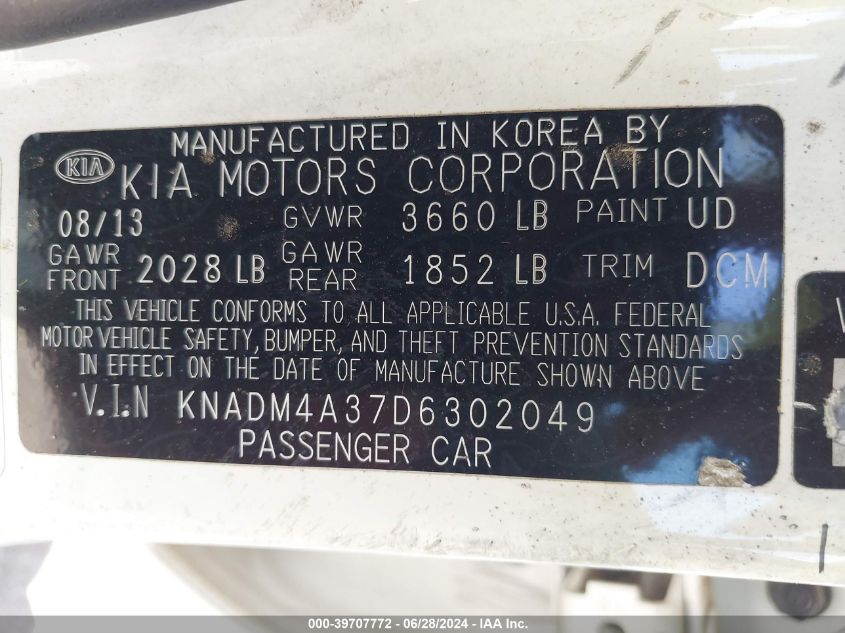 MANUFACTURED IN KOREA BY
KIA KIA MOTORS CORPORATION
08/13 GVWR 3660 LB PAINT UD
GAWR FRONT 2028 LB GAWR REAR 1852 LB TRIM DCM
THIS VEHICLE CONFORMS TO ALL APPLICABLE U.S.A. FEDERAL
MOTOR VEHICLE SAFETY, BUMPER, AND THEFT PREVENTION STANDARDS
IN EFFECT ON THE DATE OF MANUFACTURE SHOWN ABOVE
V.I.N KNADM4A37D6302049
PASSENGER CAR
000-39707772 - 06/28/2024 - IAA Inc.